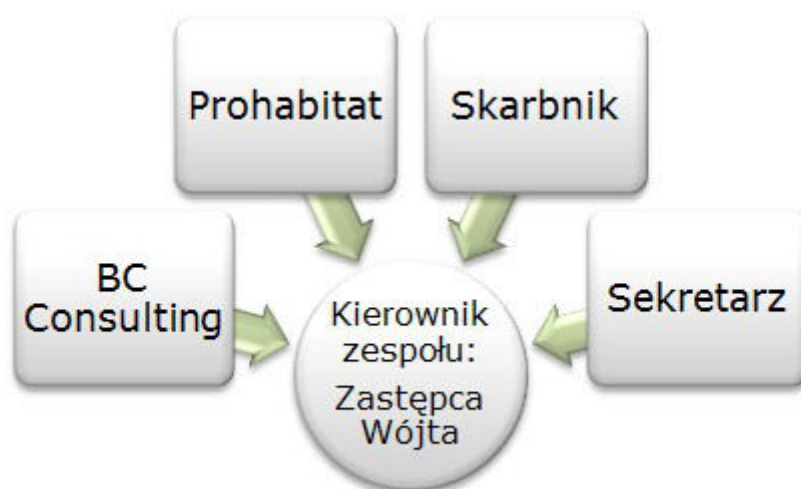 Prohabitat
Skarbnik
BC
Consulting
Sekretarz
Kierownik
zespołu:
Zastępca
Wójta